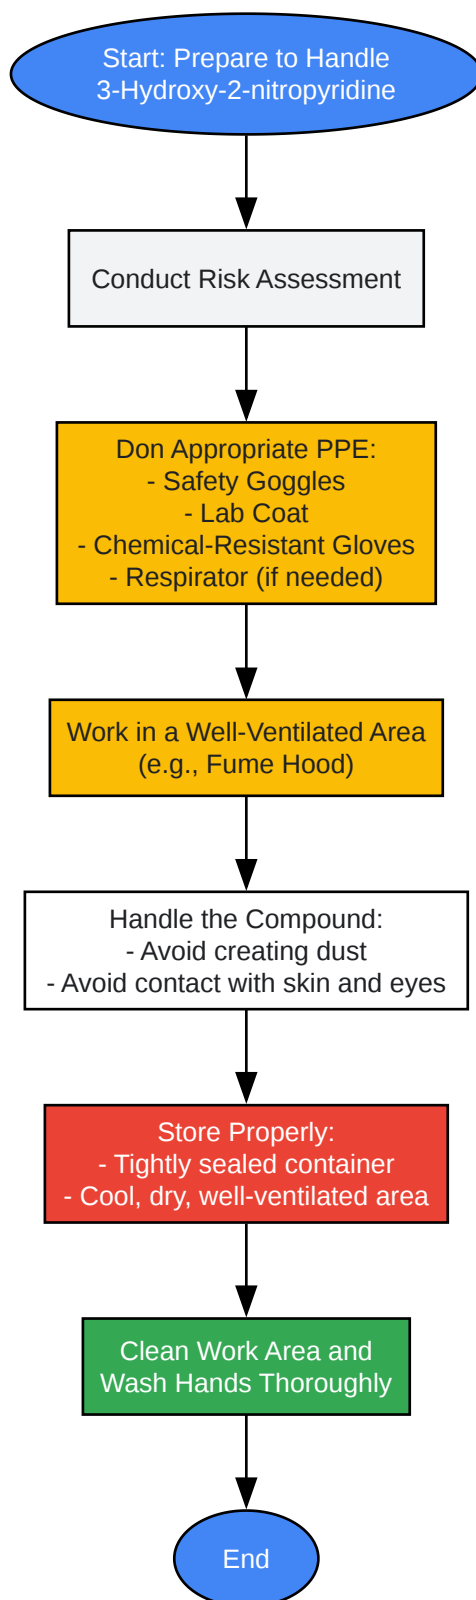 Start: Prepare to Handle
3-Hydroxy-2-nitropyridine
Conduct Risk Assessment
Don Appropriate PPE:
- Safety Goggles
- Lab Coat
- Chemical-Resistant Gloves
- Respirator (if needed)
Work in a Well-Ventilated Area
(e.g., Fume Hood)
Handle the Compound:
- Avoid creating dust
- Avoid contact with skin and eyes
Store Properly:
- Tightly sealed container
- Cool, dry, well-ventilated area
Clean Work Area and
Wash Hands Thoroughly
End